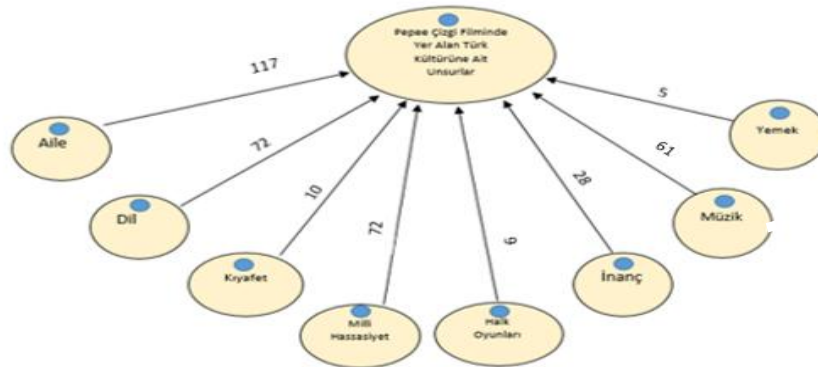 Pepee Çizgi Filminde
Yer Alan Türk
Kültürüne Ait
Unsurlar
117
72
10
72
6
28
61
5
Aile
Dil
Kıyafet
Milli
Hassasiyet
Halk
Oyunları
İnanç
Müzik
Yemek